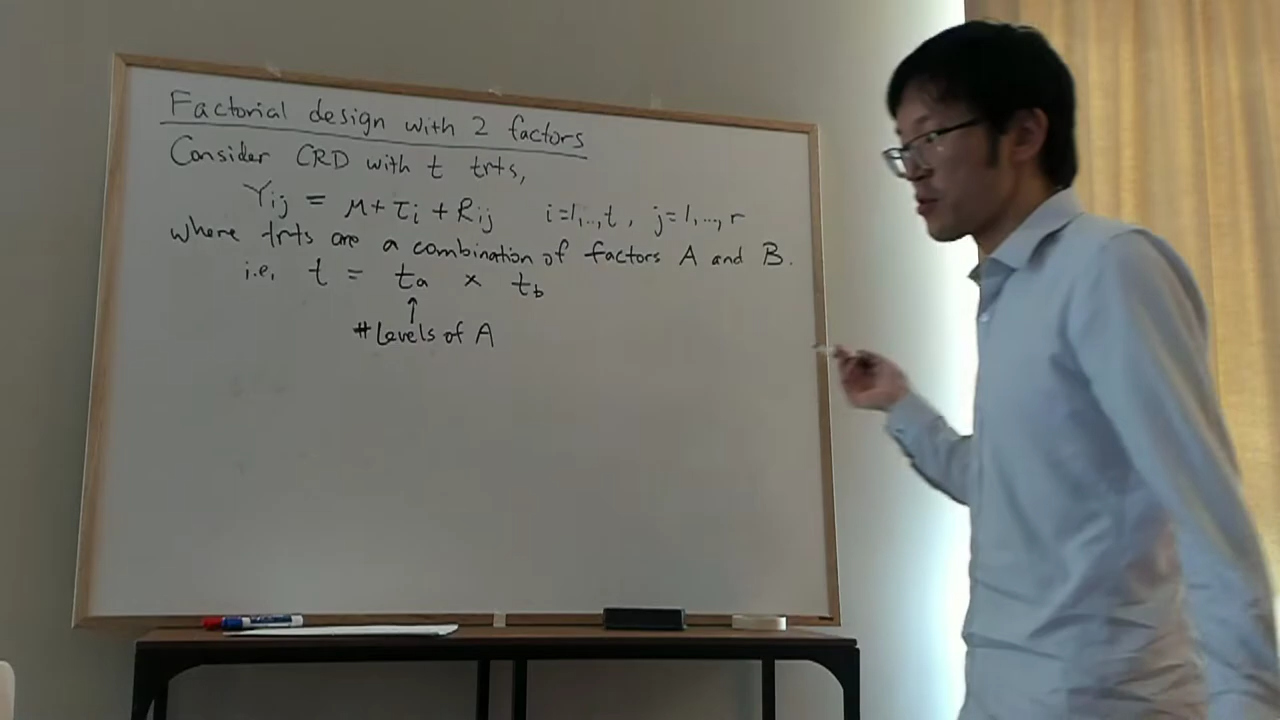 Factorial design with 2 factors
Consider CRD with t trts,
Yij = μ + τi + Rij i=1,..,t, j=1,...,r
where trts are a combination of factors A and B.
i.e. t = ta × tb
↑
# Levels of A